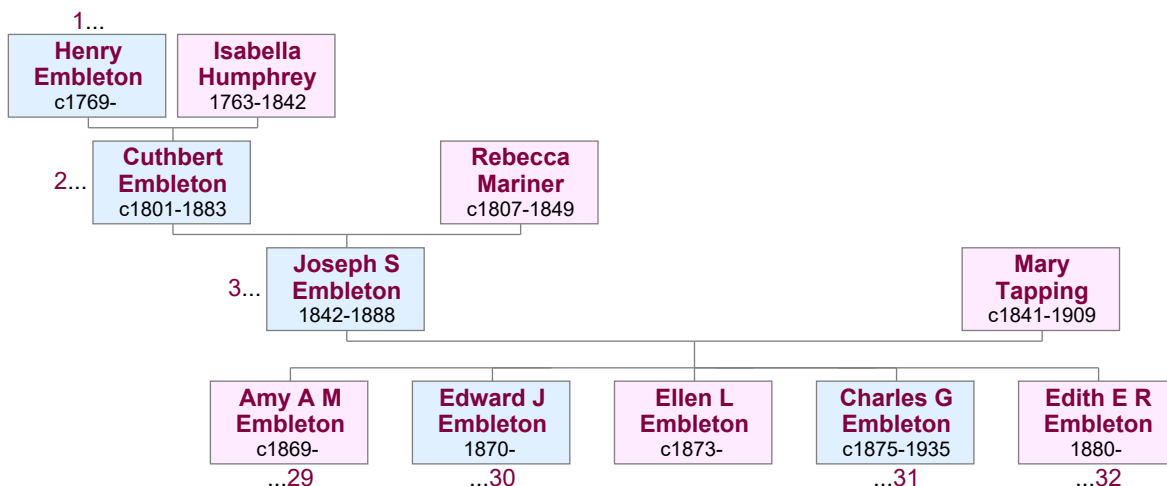 1...
Henry
Embleton
c1769-
Isabella
Humphrey
1763-1842
2...
Cuthbert
Embleton
c1801-1883
Rebecca
Mariner
c1807-1849
3...
Joseph S
Embleton
1842-1888
Mary
Tapping
c1841-1909
Amy A M
Embleton
c1869-
...29
Edward J
Embleton
1870-
...30
Ellen L
Embleton
c1873-
Charles G
Embleton
c1875-1935
...31
Edith E R
Embleton
1880-
...32